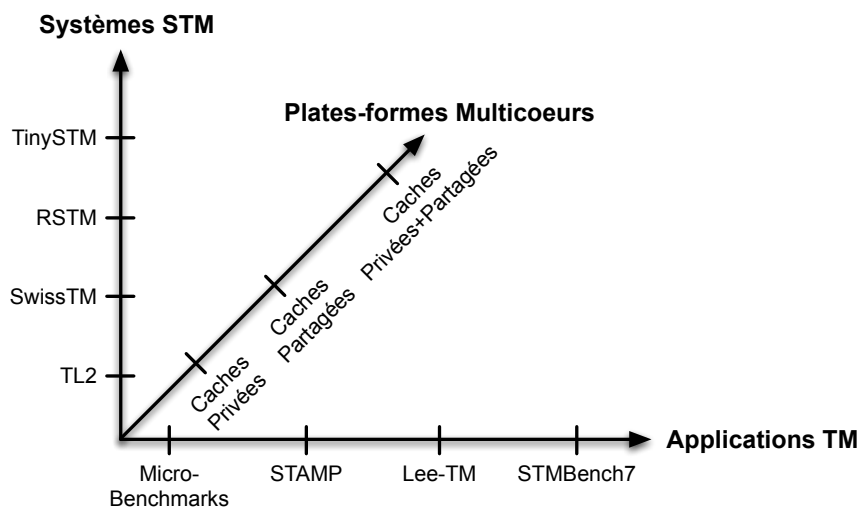 Systèmes STM
Plates-formes Multicoeurs
TinySTM
RSTM
SwissTM
TL2
Caches
Privées+Partagées
Caches
Partagées
Caches
Privées
Applications TM
Micro-
Benchmarks
STAMP
Lee-TM
STMBench7